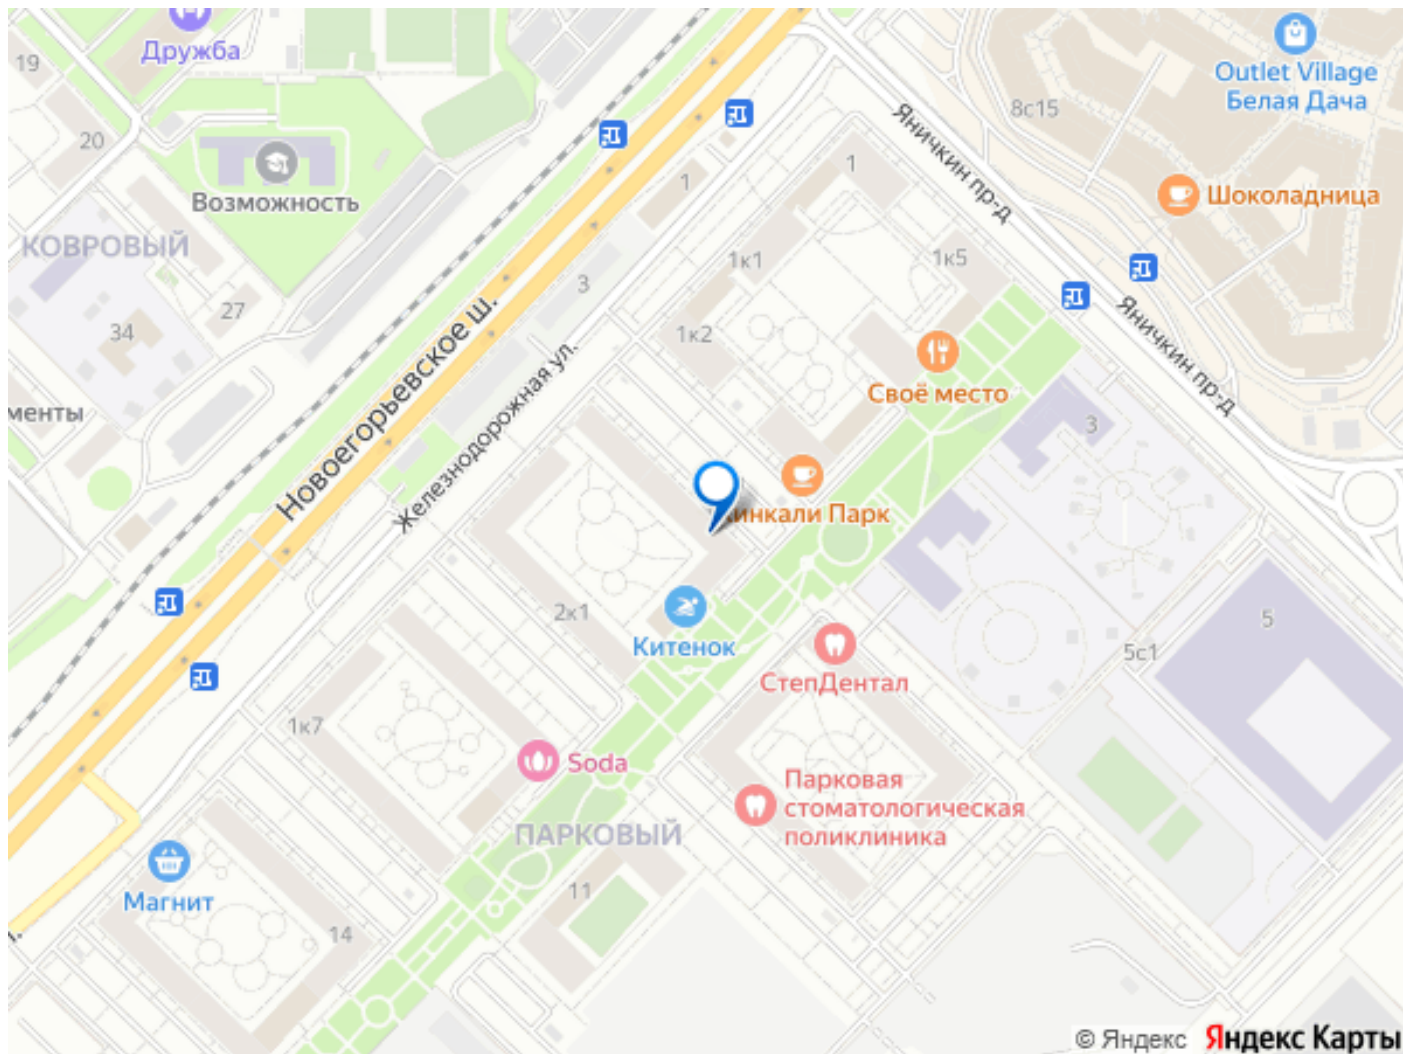 Дружба
19
20
Возможность
КОВРОВЫЙ
27
34
менты
Новоегорьевское ш.
Железнодорожная ул.
3
1
1
1к1
1к2
1к5
Яничкин пр-д
8с15
Outlet Village
Белая Дача
Шоколадница
Яничкин пр-д
Своё место
3
инкали Парк
2к1
Китенок
СтепДентал
5с1
5
1к7
Soda
Парковая
стоматологическая
поликлиника
ПАРКОВЫЙ
11
Магнит
14
© Яндекс Яндекс Карты